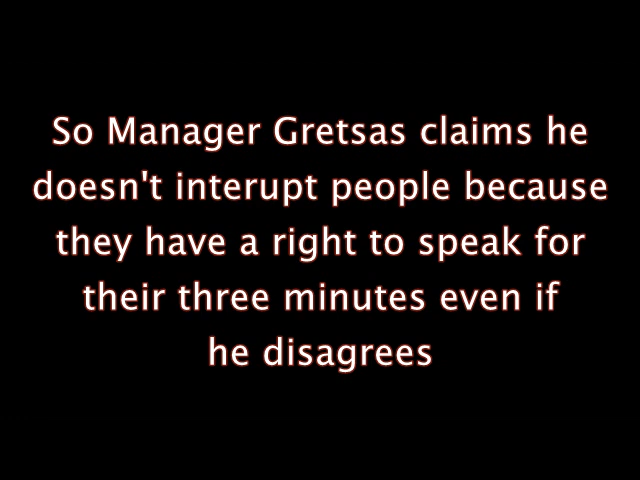 So Manager Gretsas claims he
doesn't interupt people because
they have a right to speak for
their three minutes even if
he disagrees